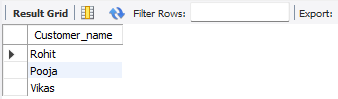 Result Grid Filter Rows: Export:
Customer_name
Rohit
Pooja
Vikas